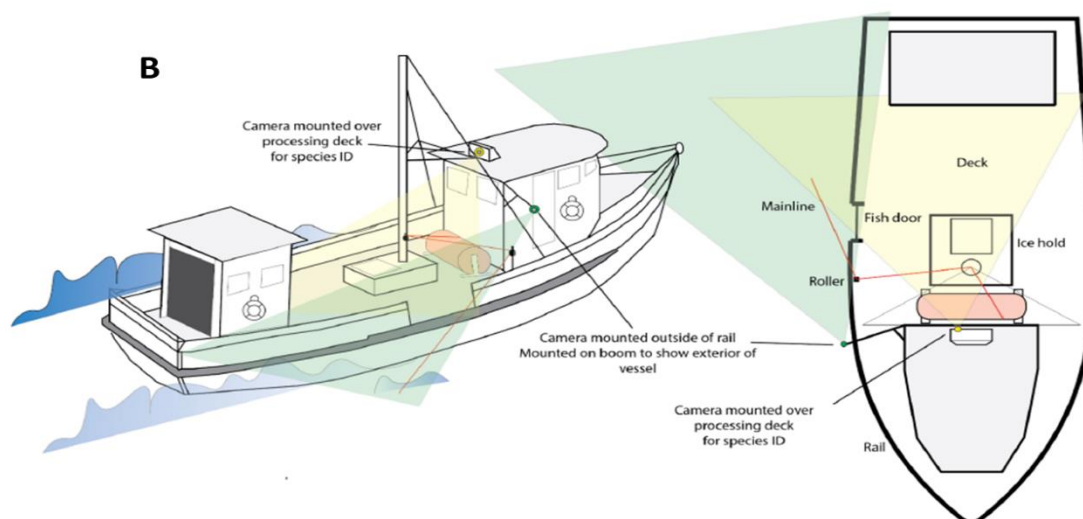 B
Camera mounted over
processing deck
for species ID
Deck
Mainline
Fish door
Ice hold
Roller
Camera mounted outside of rail
Mounted on boom to show exterior of
vessel
Camera mounted over
processing deck
for species ID
Rail